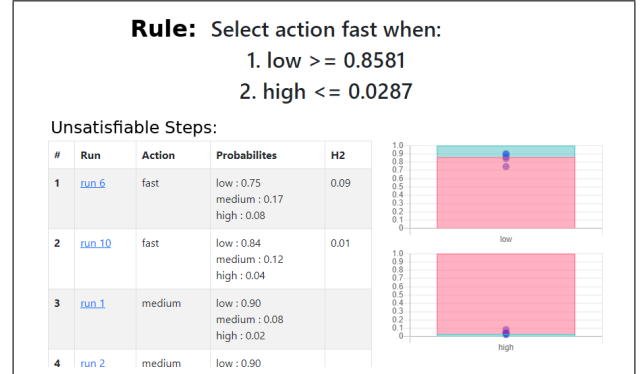 Rule: Select action fast when:
1. low >= 0.8581
2. high <= 0.0287
Unsatisfiable Steps:
# Run Action Probabilites H2
1 run 6 fast low : 0.75 0.09
medium : 0.17
high : 0.08
2 run 10 fast low : 0.84 0.01
medium : 0.12
high : 0.04
3 run 1 medium low : 0.90
medium : 0.08
high : 0.02
4 run 2 medium low : 0.90
1.0
0.9
0.8
0.7
0.6
0.5
0.4
0.3
0.2
0.1
0
low
1.0
0.9
0.8
0.7
0.6
0.5
0.4
0.3
0.2
0.1
0
high